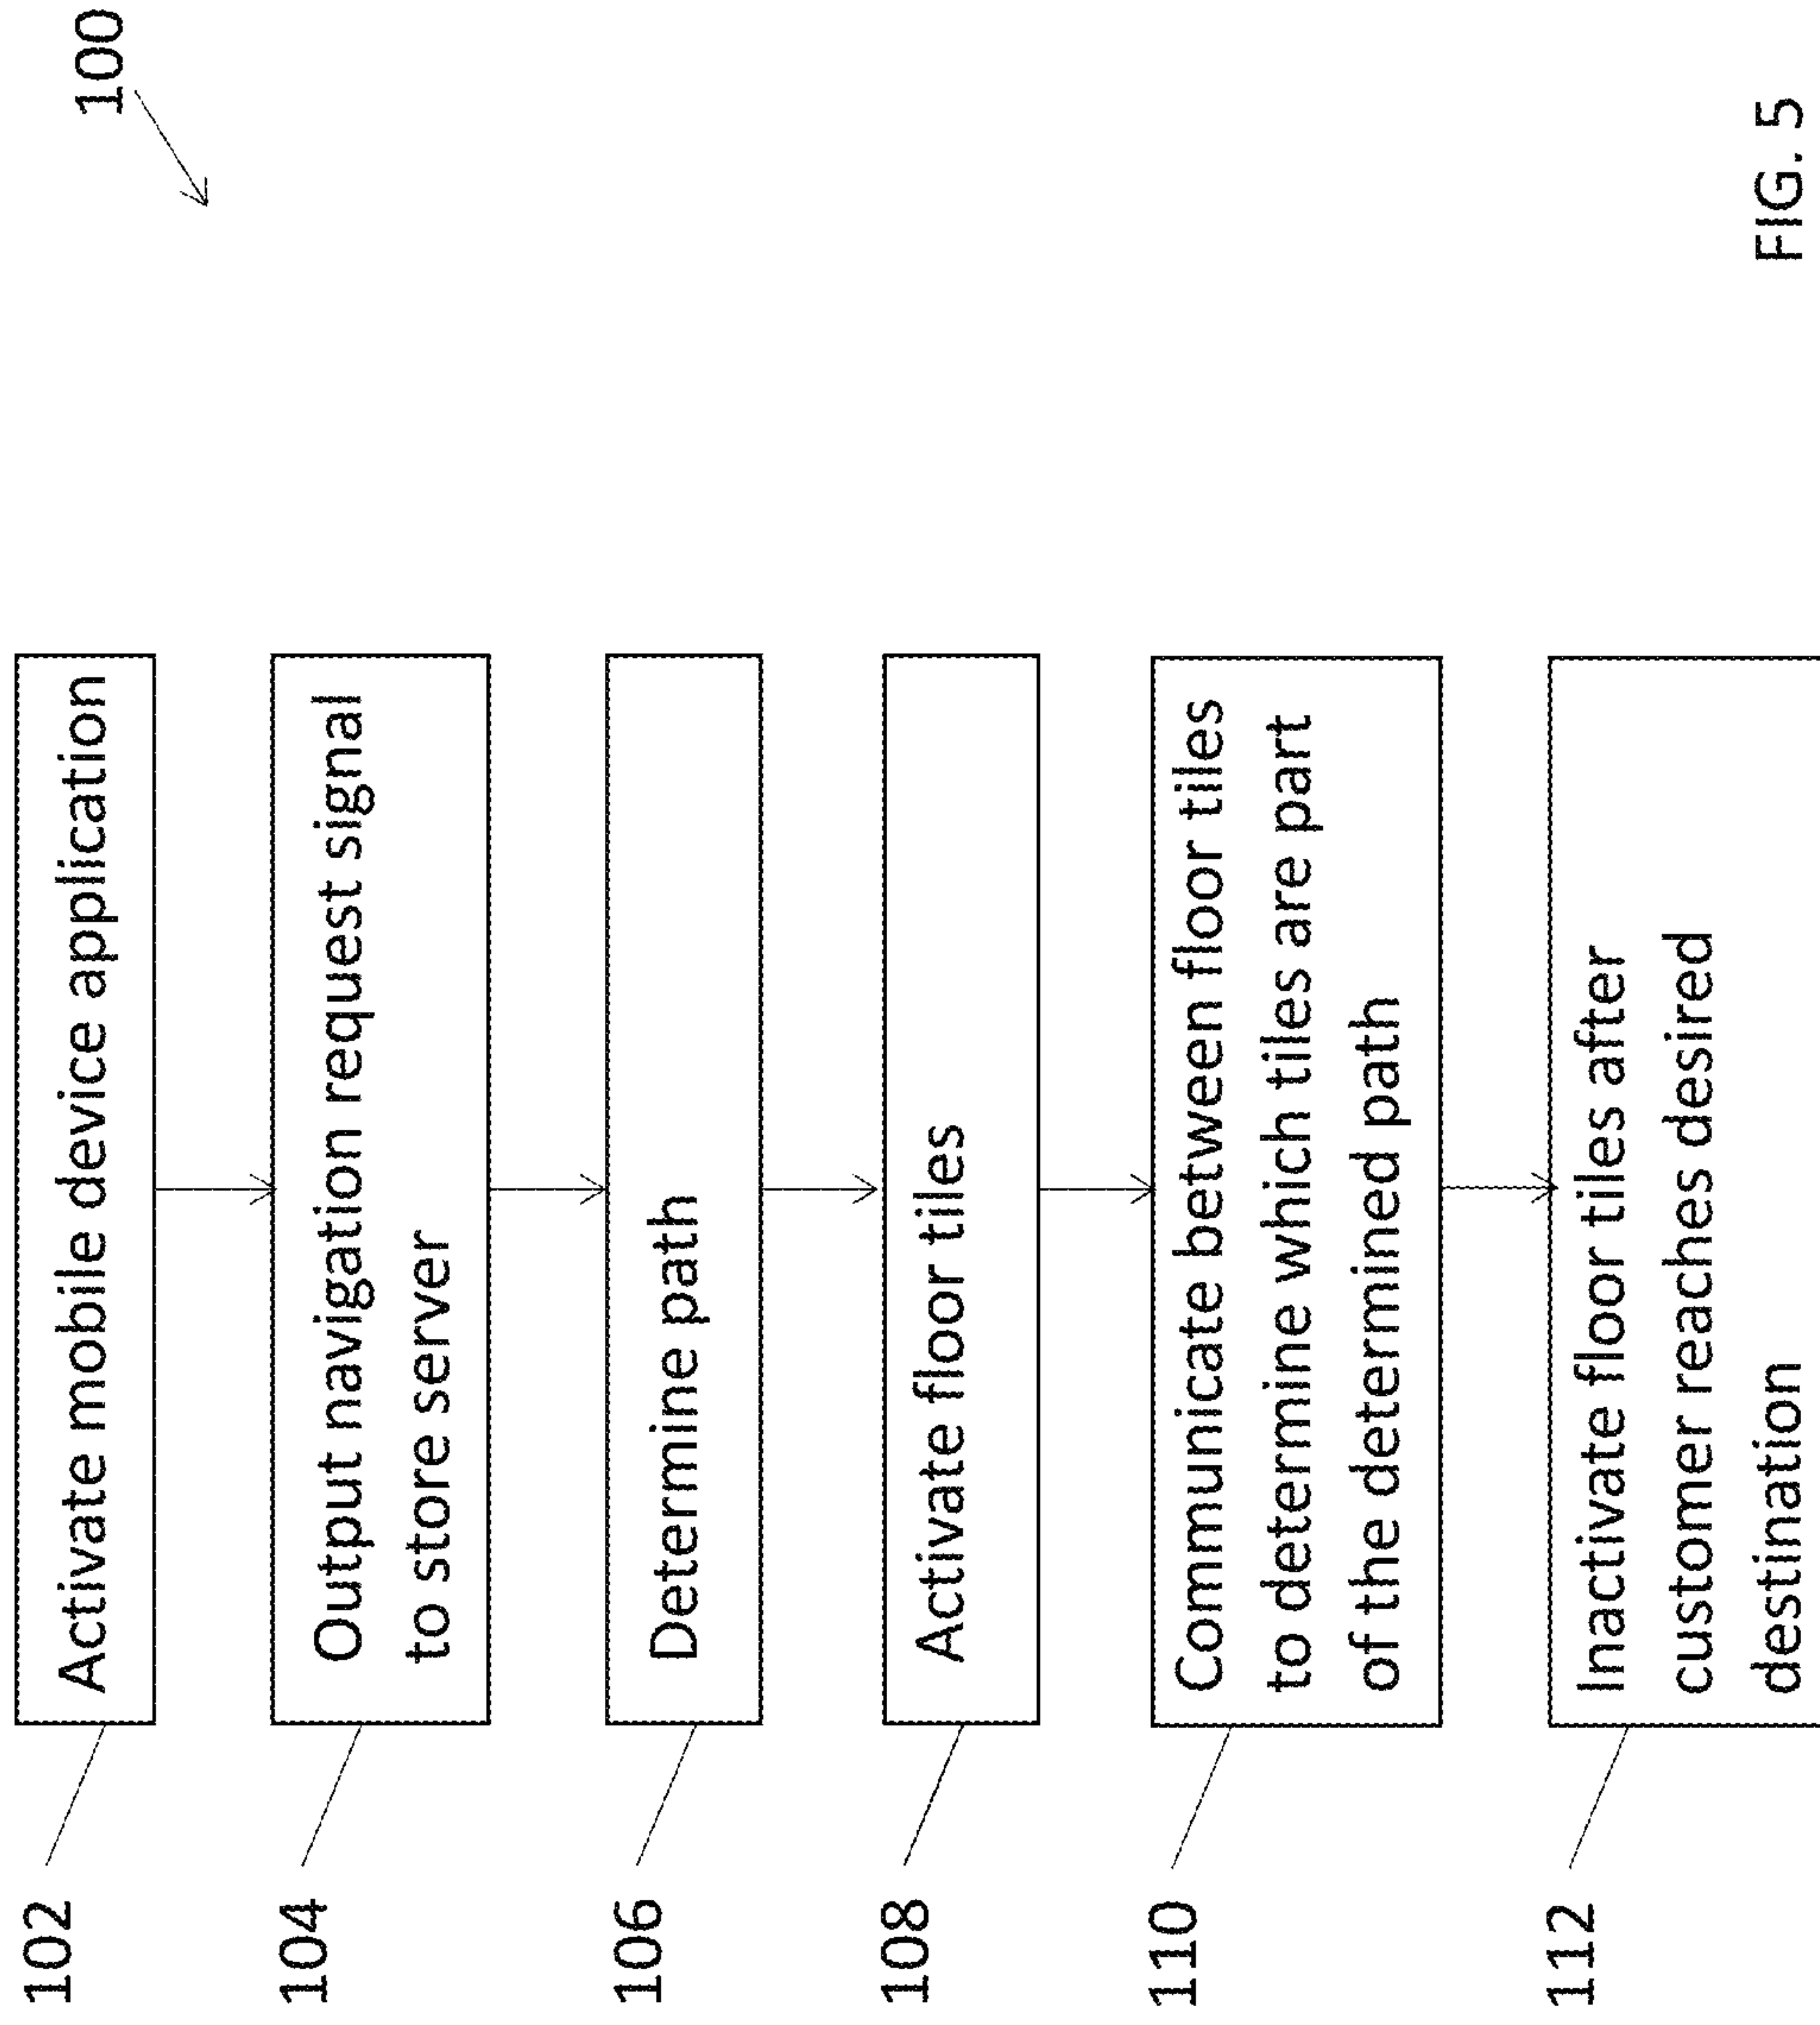 100
102
Activate mobile device application
104
Output navigation request signal
to store server
106
Determine path
108
Activate floor tiles
110
Communicate between floor tiles
to determine which tiles are part
of the determined path
112
Inactivate floor tiles after
customer reaches desired
destination
FIG. 5